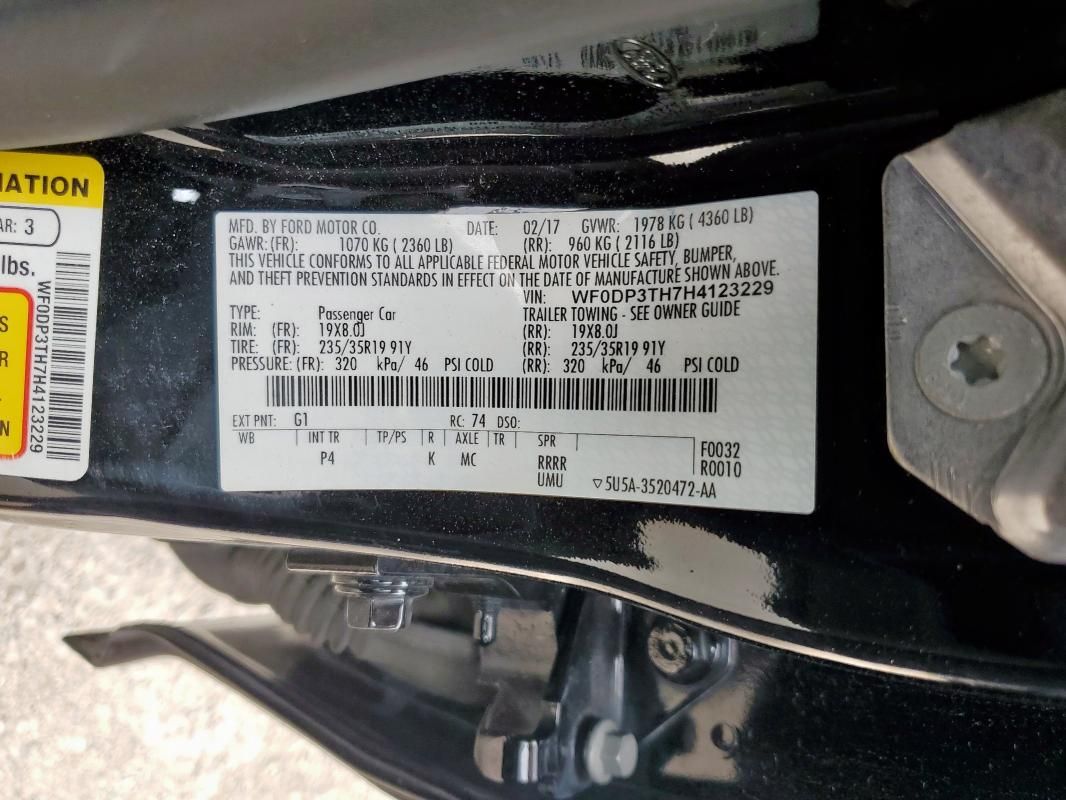 MATION
AR: 3
lbs.
S
R
N
WF0DP3TH7H4123229
Ford
MFD. BY FORD MOTOR CO. DATE: 02/17 GVWR: 1978 KG ( 4360 LB)
GAWR:(FR): 1070 KG ( 2360 LB) (RR): 960 KG ( 2116 LB)
THIS VEHICLE CONFORMS TO ALL APPLICABLE FEDERAL MOTOR VEHICLE SAFETY, BUMPER,
AND THEFT PREVENTION STANDARDS IN EFFECT ON THE DATE OF MANUFACTURE SHOWN ABOVE.
VIN: WF0DP3TH7H4123229
TYPE: Passenger Car TRAILER TOWING - SEE OWNER GUIDE
RIM: (FR): 19X8.0J (RR): 19X8.0J
TIRE: (FR): 235/35R19 91Y (RR): 235/35R19 91Y
PRESSURE: (FR): 320 kPa/ 46 PSI COLD (RR): 320 kPa/ 46 PSI COLD
EXT PNT: G1 RC: 74 DSO:
WB INT TR TP/PS R AXLE TR SPR F0032
P4 K MC RRRR R0010
UMU ▽5U5A-3520472-AA